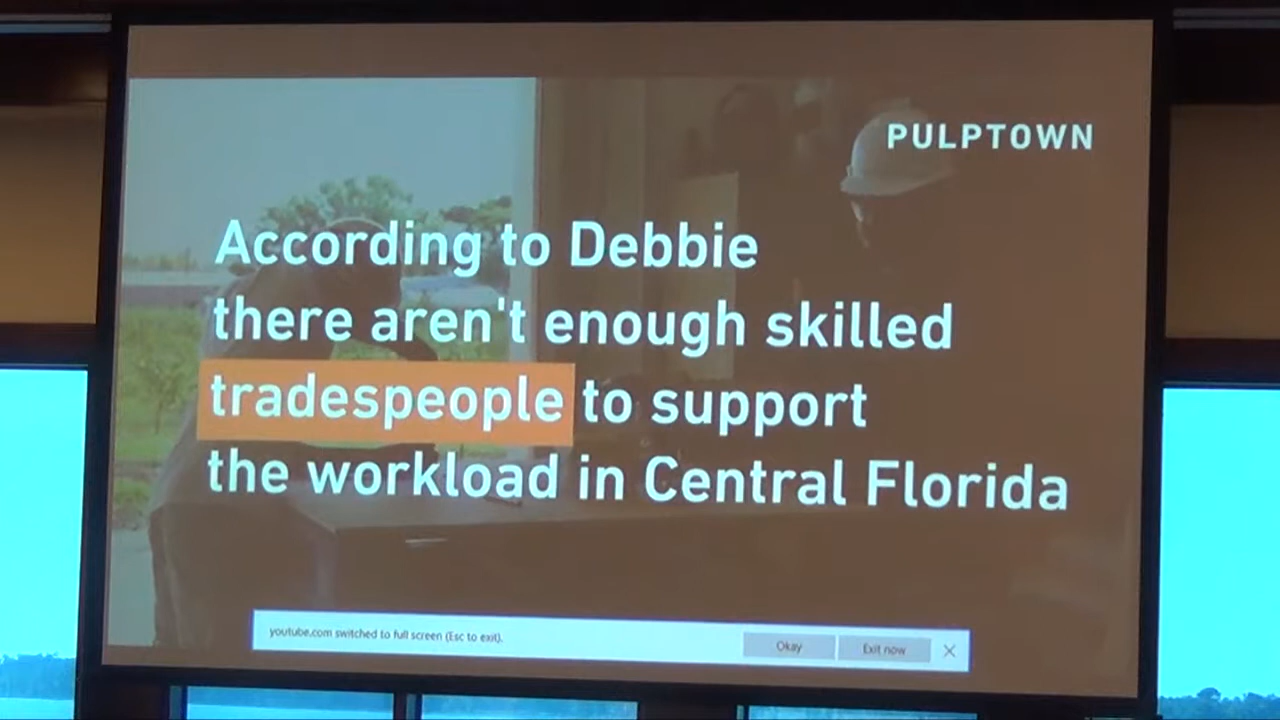 PULPTOWN
According to Debbie
there aren't enough skilled
tradespeople to support
the workload in Central Florida
youtube.com switched to full screen (Esc to exit).
Okay
Exit now